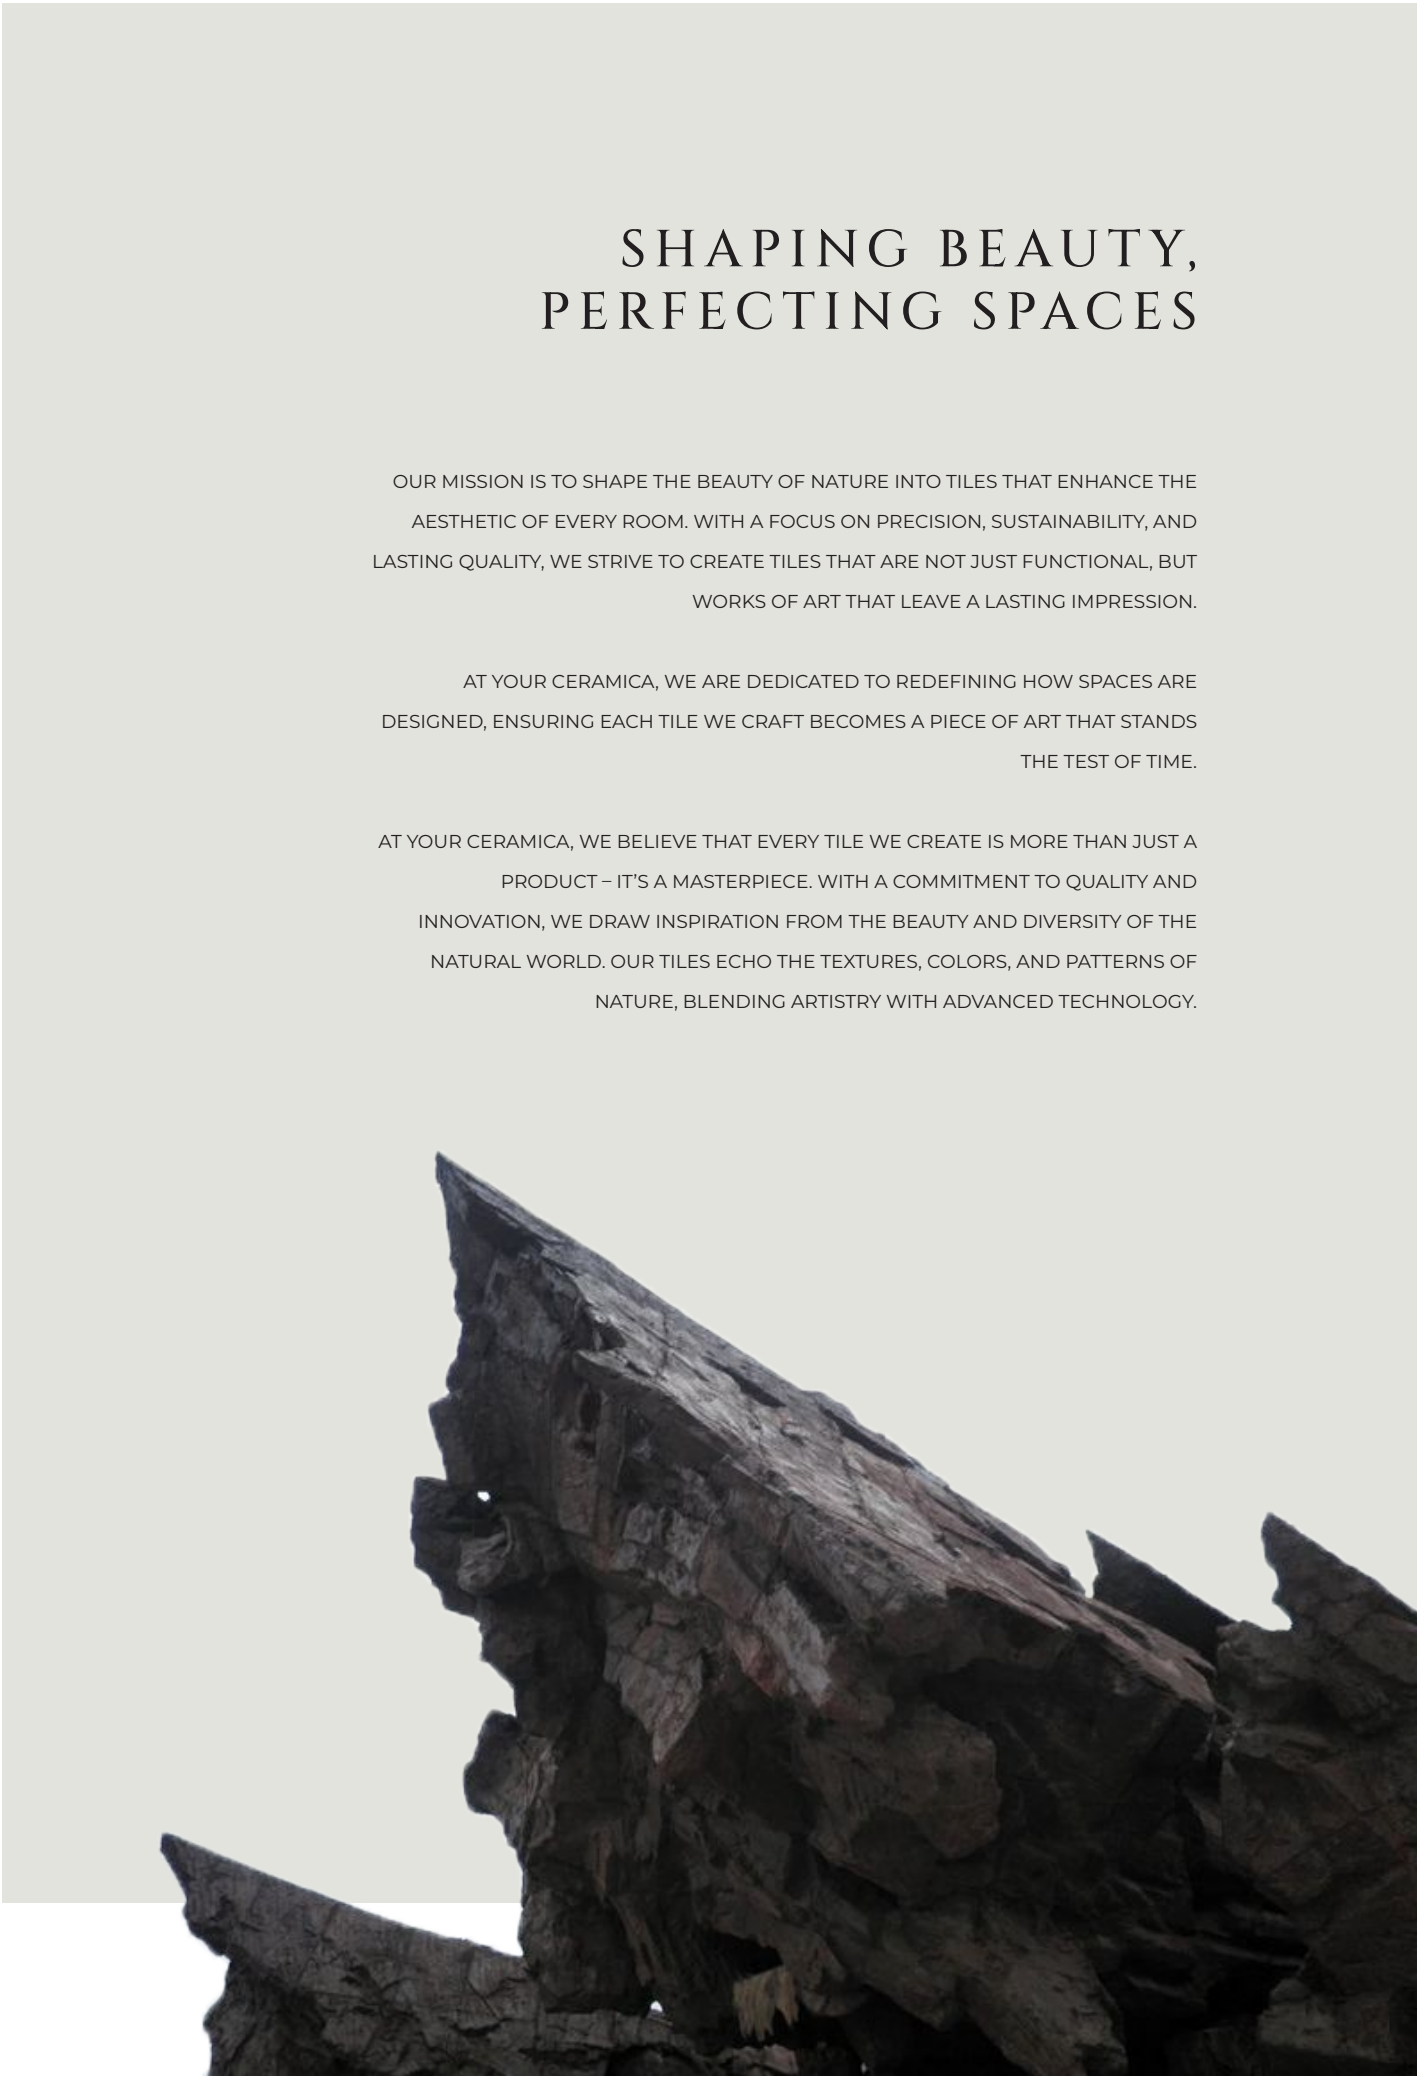 SHAPING BEAUTY,
PERFECTING SPACES
OUR MISSION IS TO SHAPE THE BEAUTY OF NATURE INTO TILES THAT ENHANCE THE
AESTHETIC OF EVERY ROOM. WITH A FOCUS ON PRECISION, SUSTAINABILITY, AND
LASTING QUALITY, WE STRIVE TO CREATE TILES THAT ARE NOT JUST FUNCTIONAL, BUT
WORKS OF ART THAT LEAVE A LASTING IMPRESSION.
AT YOUR CERAMICA, WE ARE DEDICATED TO REDEFINING HOW SPACES ARE
DESIGNED, ENSURING EACH TILE WE CRAFT BECOMES A PIECE OF ART THAT STANDS
THE TEST OF TIME.
AT YOUR CERAMICA, WE BELIEVE THAT EVERY TILE WE CREATE IS MORE THAN JUST A
PRODUCT – IT’S A MASTERPIECE. WITH A COMMITMENT TO QUALITY AND
INNOVATION, WE DRAW INSPIRATION FROM THE BEAUTY AND DIVERSITY OF THE
NATURAL WORLD. OUR TILES ECHO THE TEXTURES, COLORS, AND PATTERNS OF
NATURE, BLENDING ARTISTRY WITH ADVANCED TECHNOLOGY.